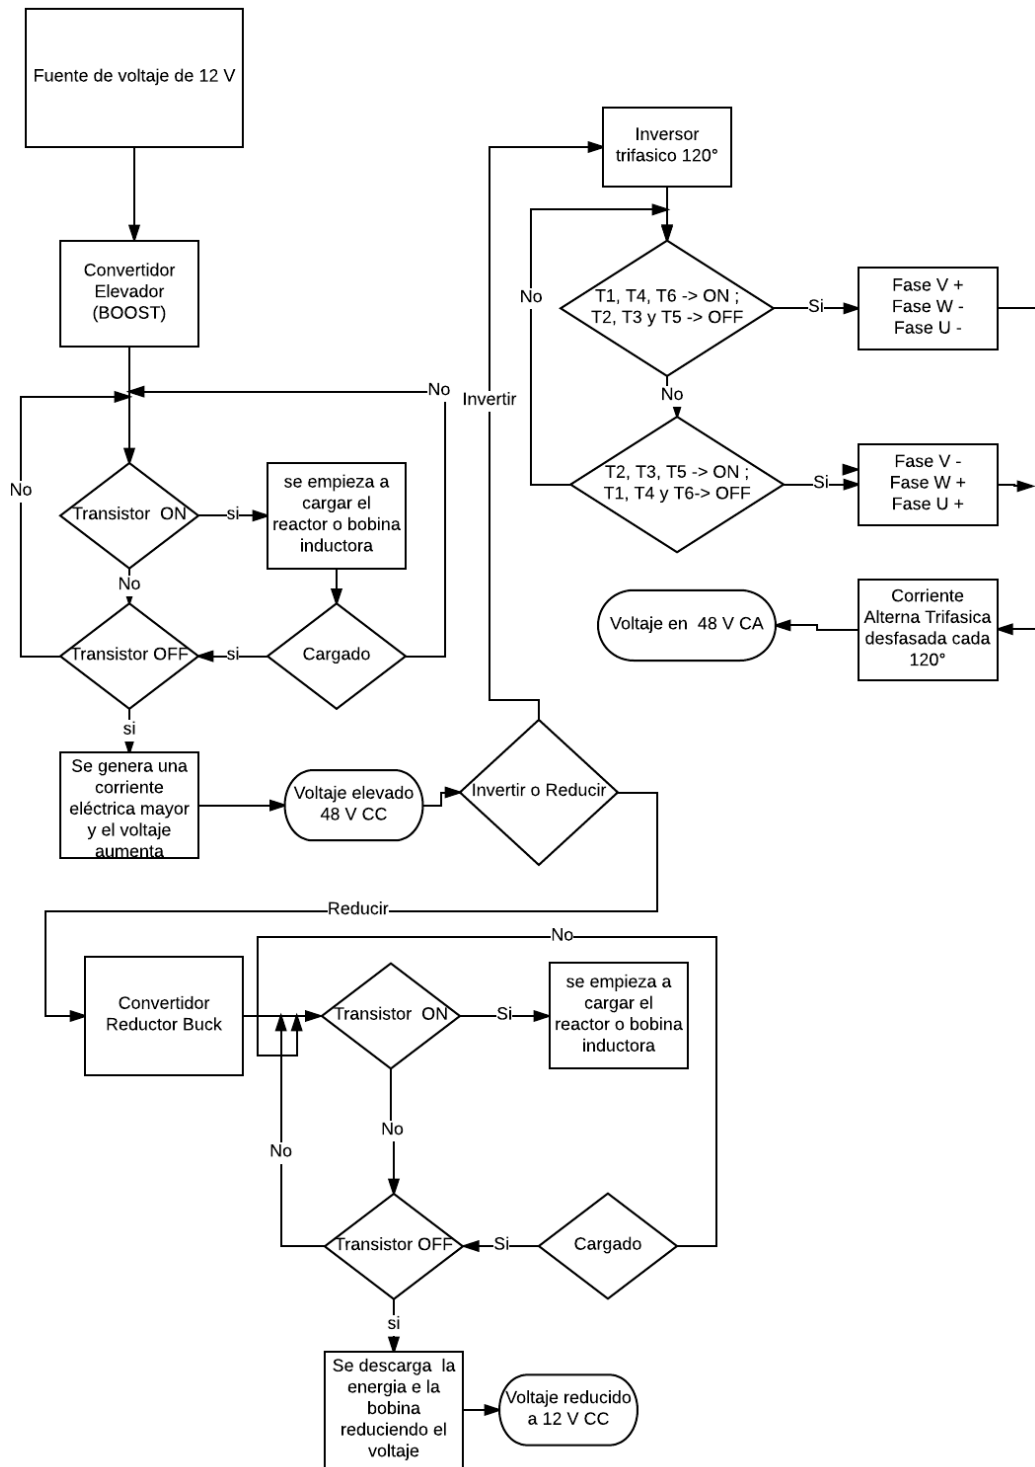 Fuente de voltaje de 12 V
Convertidor
Elevador
(BOOST)
No
No
Transistor ON
si
se empieza a
cargar el
reactor o bobina
inductora
No
Transistor OFF
si
Cargado
si
Se genera una
corriente
eléctrica mayor
y el voltaje
aumenta
Voltaje elevado
48 V CC
Invertir o Reducir
Invertir
Inversor
trifasico 120°
No
T1, T4, T6 -> ON ;
T2, T3 y T5 -> OFF
Si
Fase V +
Fase W -
Fase U -
No
T2, T3, T5 -> ON ;
T1, T4 y T6-> OFF
Si
Fase V -
Fase W +
Fase U +
Corriente
Alterna Trifasica
desfasada cada
120°
Voltaje en 48 V CA
Reducir
Convertidor
Reductor Buck
No
Transistor ON
Si
se empieza a
cargar el
reactor o bobina
inductora
No
No
Transistor OFF
Si
Cargado
si
Se descarga la
energia e la
bobina
reduciendo el
voltaje
Voltaje reducido
a 12 V CC